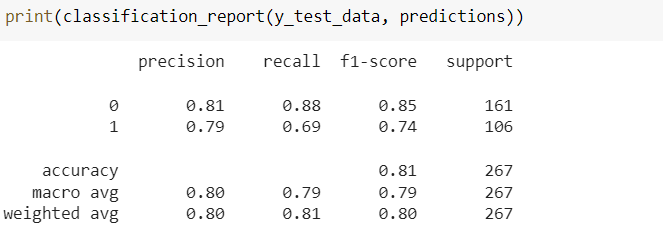 print(classification_report(y_test_data, predictions))
precision recall f1-score support
0 0.81 0.88 0.85 161
1 0.79 0.69 0.74 106
accuracy 0.81 267
macro avg 0.80 0.79 0.79 267
weighted avg 0.80 0.81 0.80 267